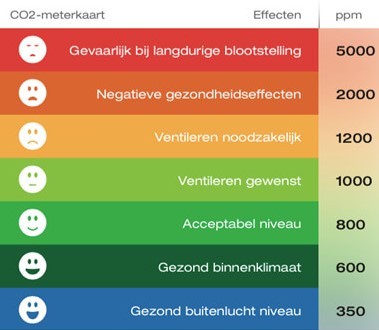 CO2-meterkaart Effecten ppm
Gevaarlijk bij langdurige blootstelling 5000
Negatieve gezondheidseffecten 2000
Ventileren noodzakelijk 1200
Ventileren gewenst 1000
Acceptabel niveau 800
Gezond binnenklimaat 600
Gezond buitenlucht niveau 350